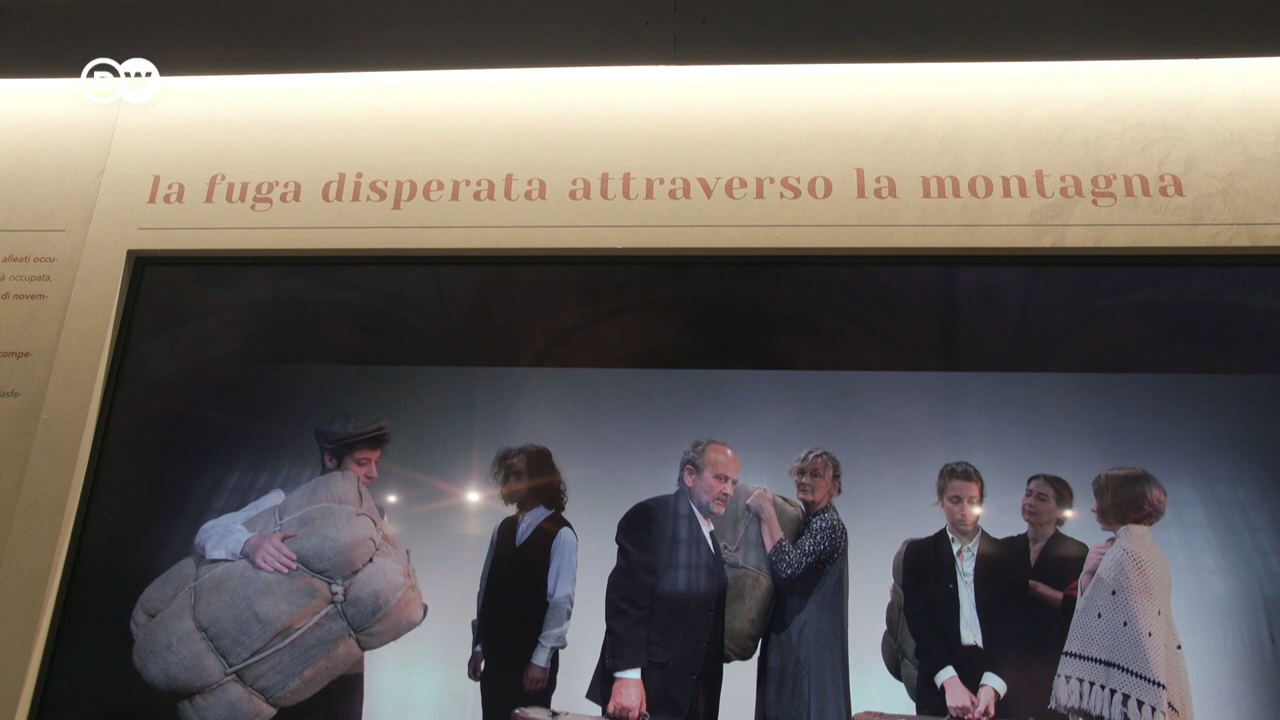 DW
la fuga disperata attraverso la montagna
alleati occu-
à occupata,
di novem-
compe-
asfe-